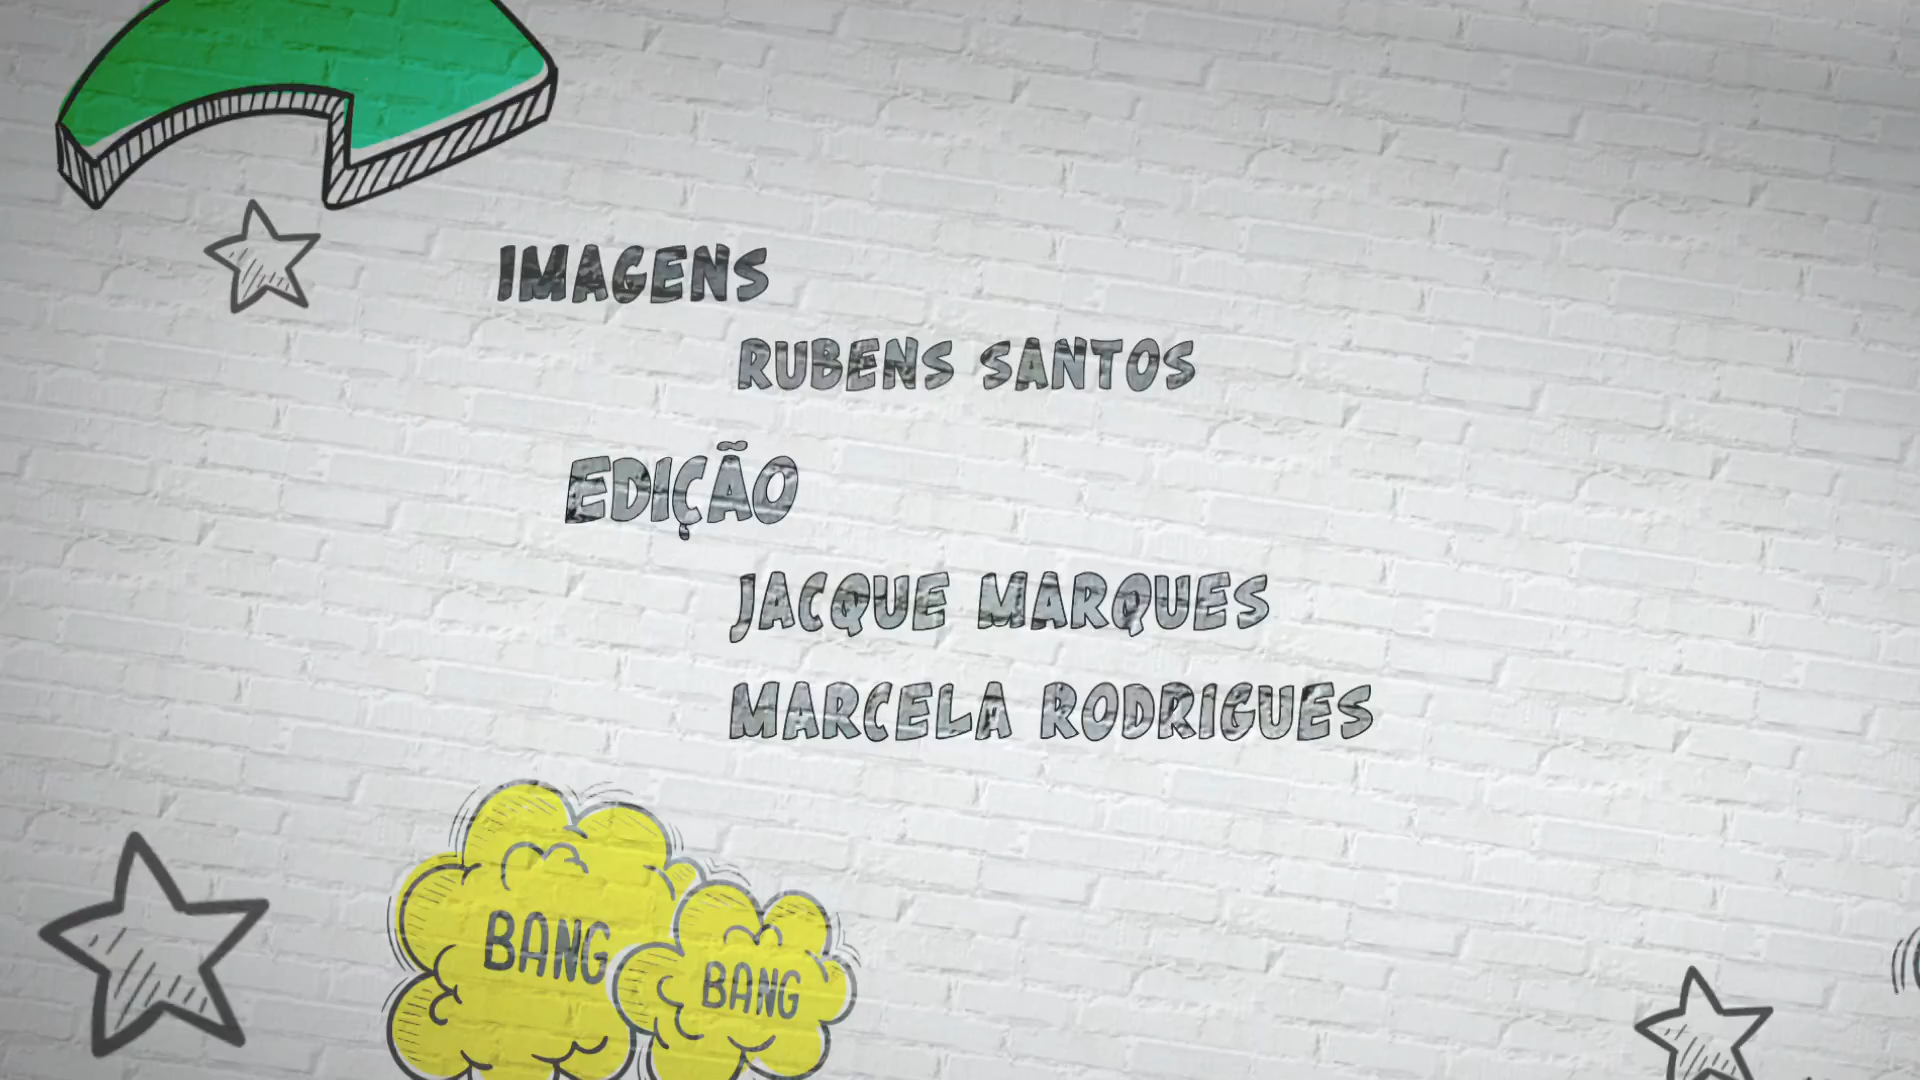 IMAGENS
RUBENS SANTOS
EDIÇÃO
JACQUE MARQUES
MARCELA RODRIGUES
BANG
BANG